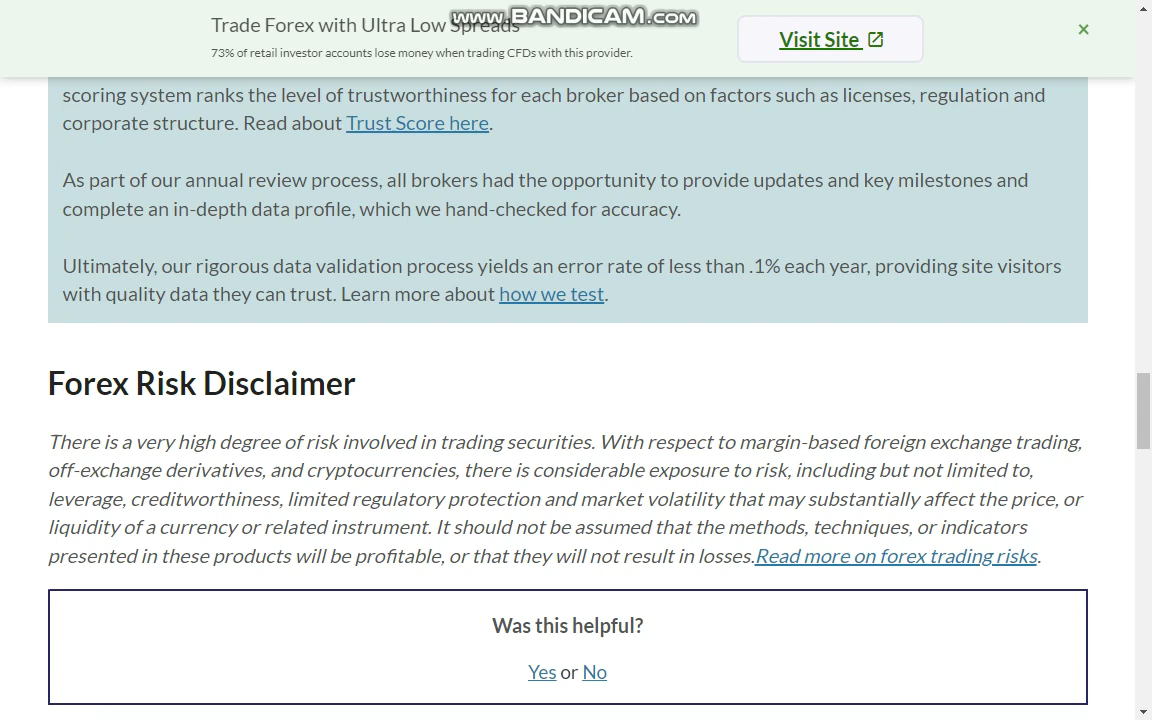 Trade Forex with Ultra Low Spreads
www.BANDICAM.com
73% of retail investor accounts lose money when trading CFDs with this provider.
Visit Site
×
scoring system ranks the level of trustworthiness for each broker based on factors such as licenses, regulation and
corporate structure. Read about Trust Score here.
As part of our annual review process, all brokers had the opportunity to provide updates and key milestones and
complete an in-depth data profile, which we hand-checked for accuracy.
Ultimately, our rigorous data validation process yields an error rate of less than .1% each year, providing site visitors
with quality data they can trust. Learn more about how we test.
Forex Risk Disclaimer
There is a very high degree of risk involved in trading securities. With respect to margin-based foreign exchange trading,
off-exchange derivatives, and cryptocurrencies, there is considerable exposure to risk, including but not limited to,
leverage, creditworthiness, limited regulatory protection and market volatility that may substantially affect the price, or
liquidity of a currency or related instrument. It should not be assumed that the methods, techniques, or indicators
presented in these products will be profitable, or that they will not result in losses.Read more on forex trading risks.
Was this helpful?
Yes or No